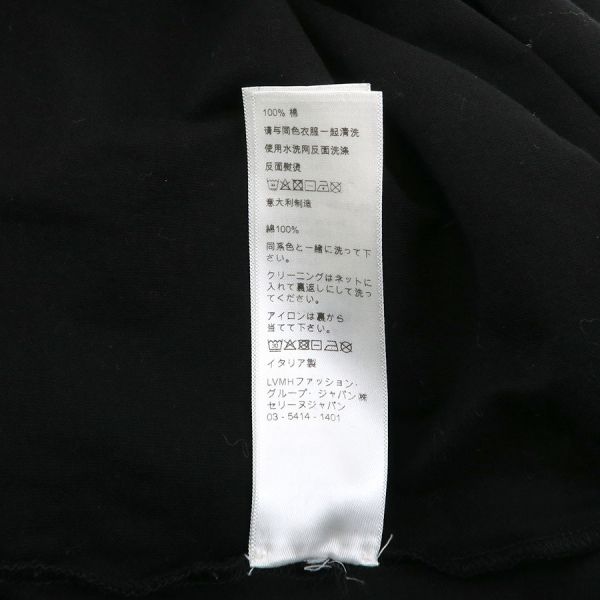 100% 棉
请与同色衣服一起清洗
使用水洗网反面洗涤
反面熨烫
意大利制造
綿100%
同系色と一緒に洗って下
さい。
クリーニングはネットに
入れて裏返しにして洗っ
てください。
アイロンは裏から
当てて下さい。
イタリア製
LVMHファッション・
グループ・ジャパン㈱
セリーヌジャパン
03 - 5414 - 1401